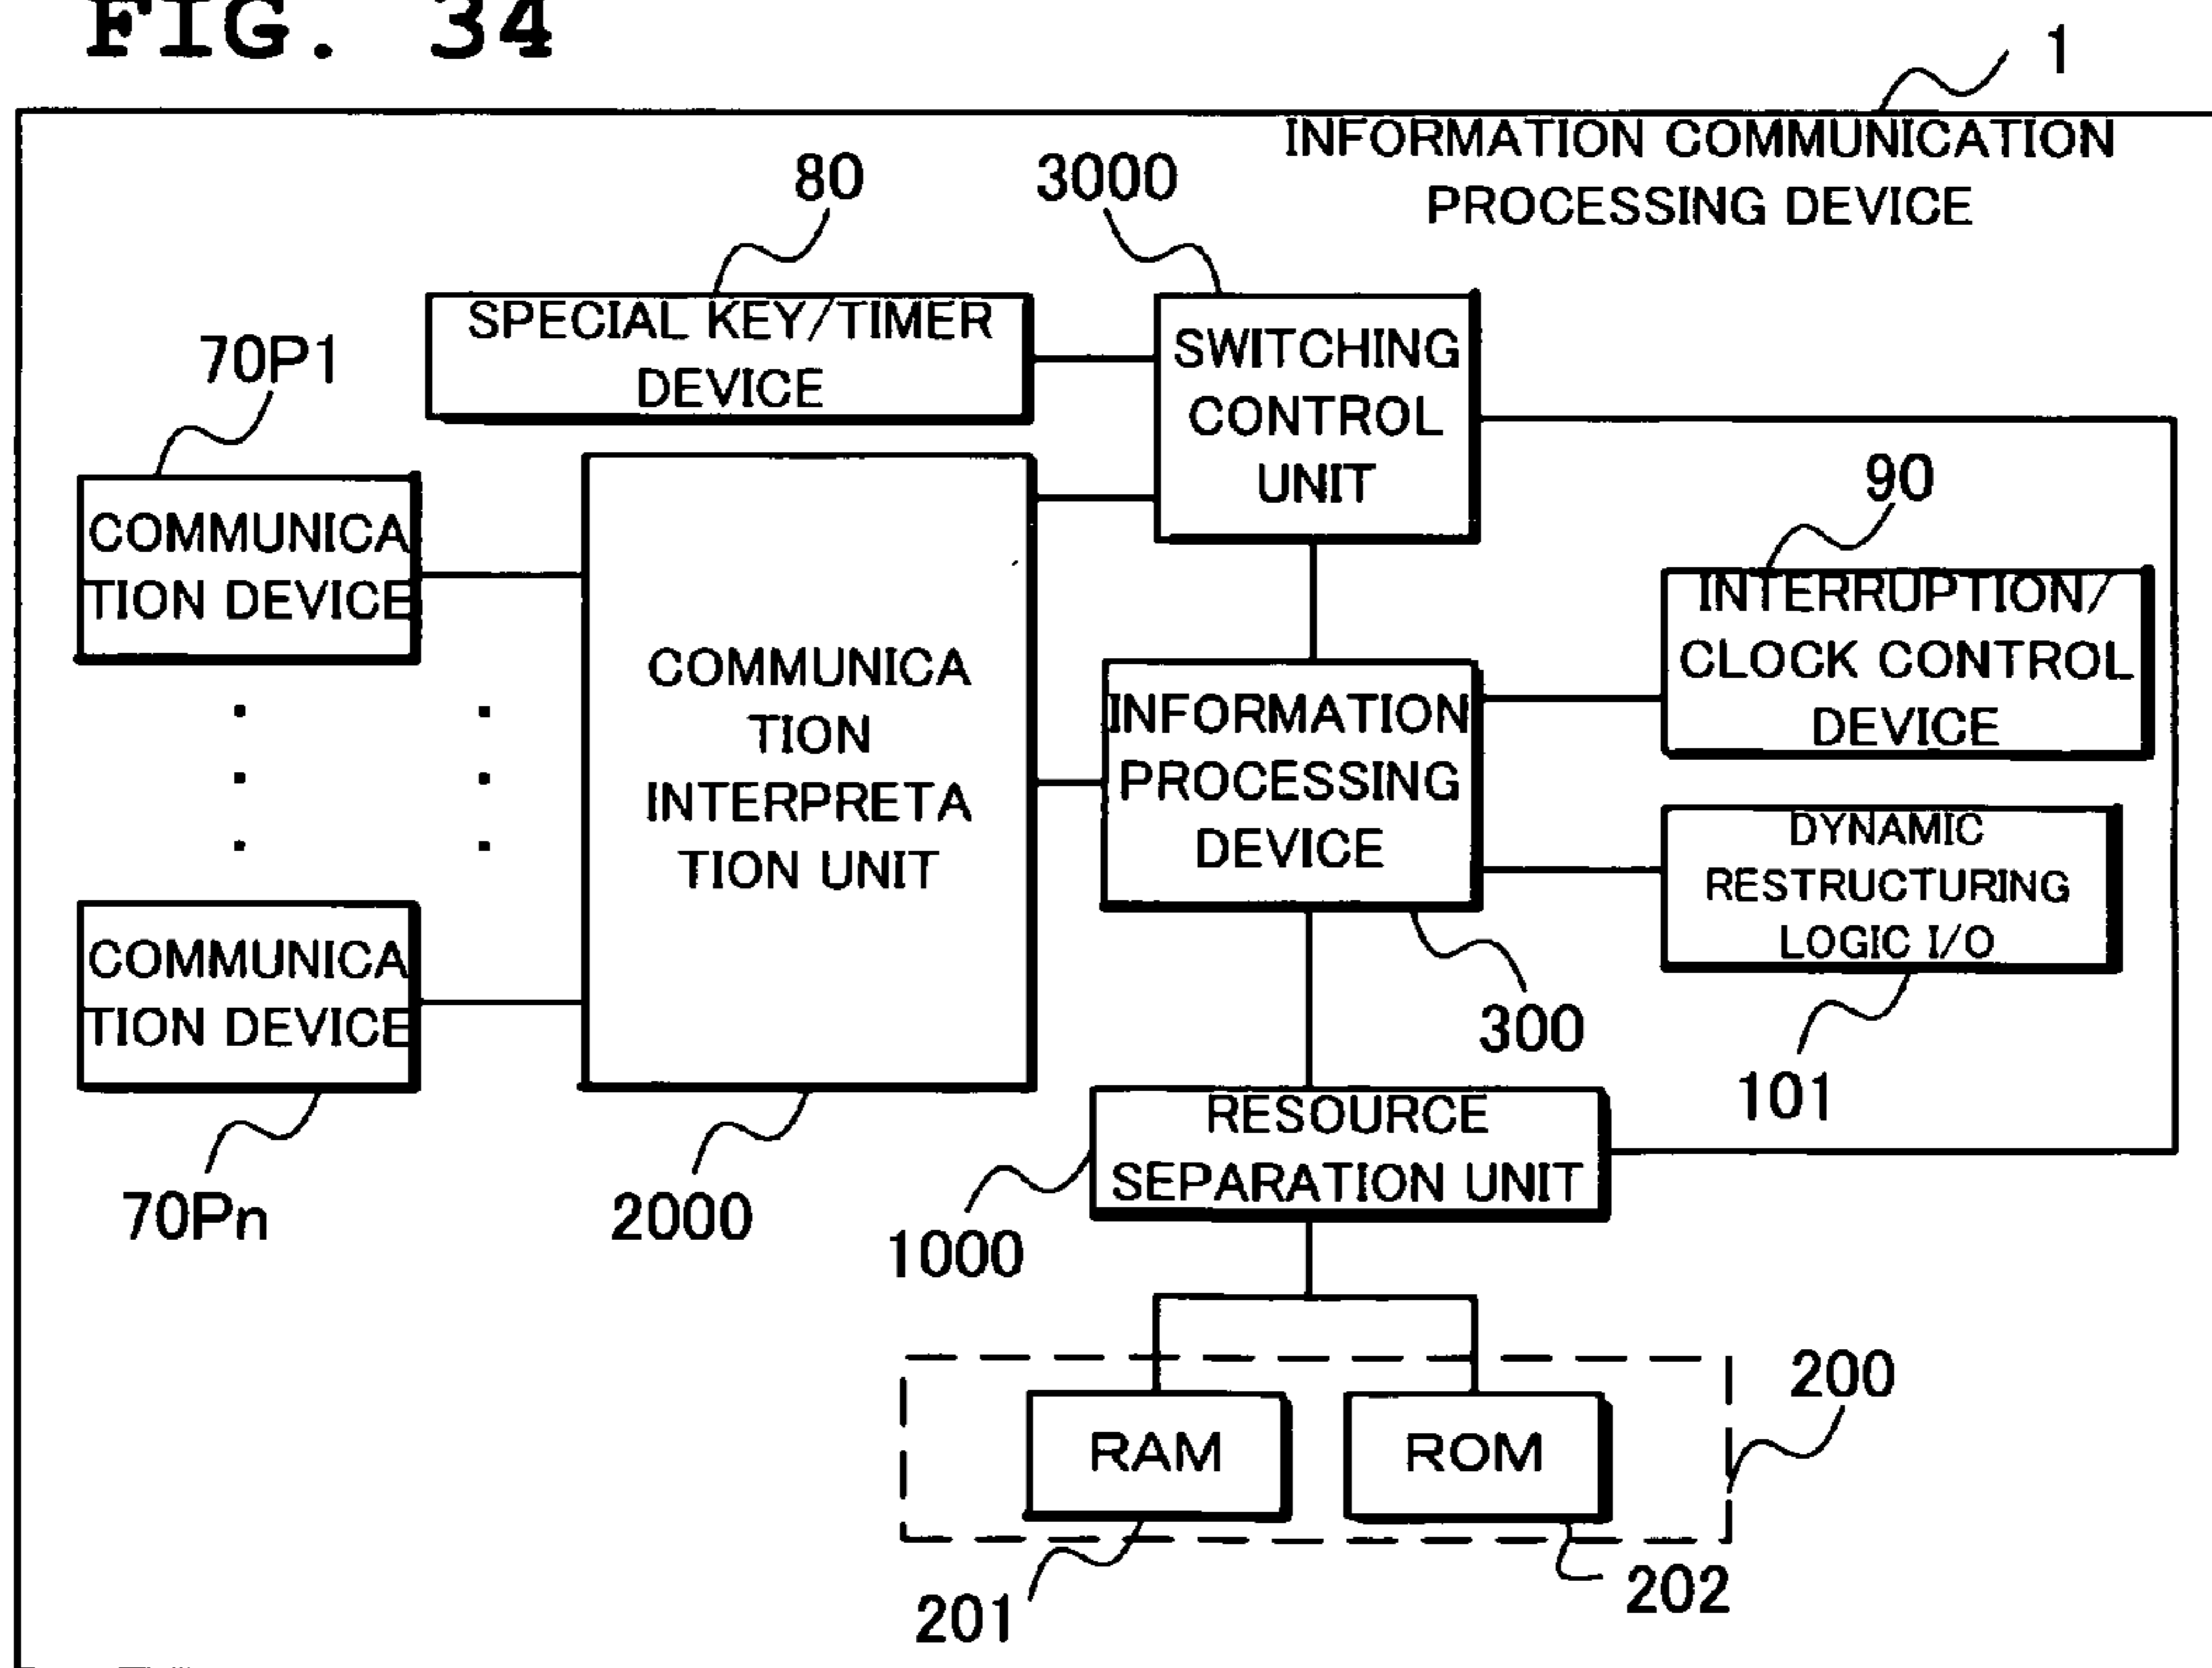 FIG. 34
1
INFORMATION COMMUNICATION
PROCESSING DEVICE
80
3000
SPECIAL KEY/TIMER
DEVICE
SWITCHING
CONTROL
UNIT
70P1
COMMUNICA
TION DEVICE
90
INTERRUPTION/
CLOCK CONTROL
DEVICE
COMMUNICA
TION
INTERPRETA
TION UNIT
INFORMATION
PROCESSING
DEVICE
DYNAMIC
RESTRUCTURING
LOGIC I/O
COMMUNICA
TION DEVICE
300
101
70Pn
2000
RESOURCE
SEPARATION UNIT
1000
200
RAM
ROM
201
202